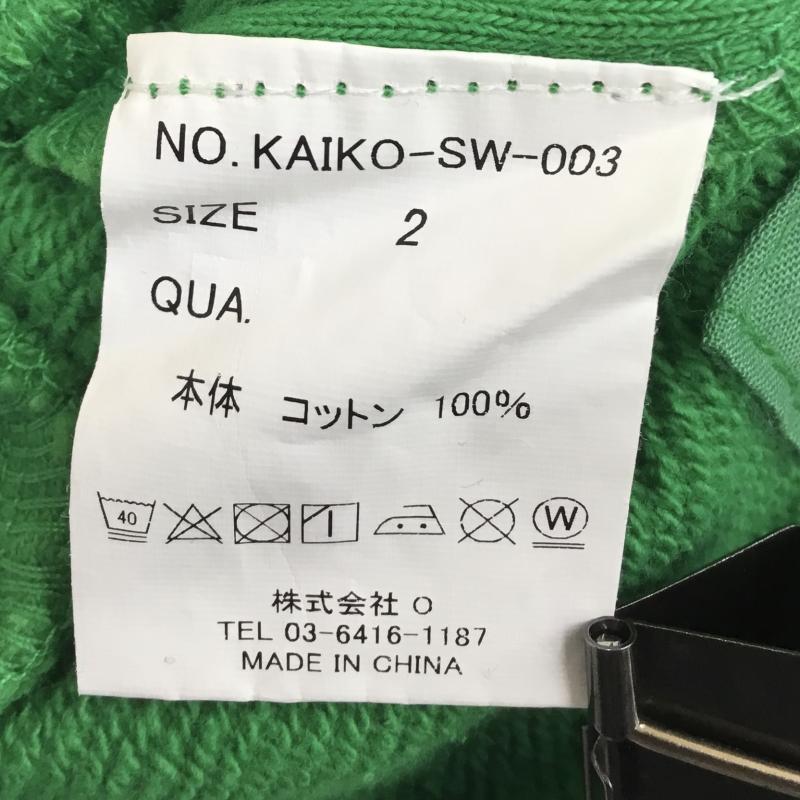 NO. KAIKO-SW-003
SIZE 2
QUA.
本体 コットン 100%
40 W
株式会社 O
TEL 03-6416-1187
MADE IN CHINA